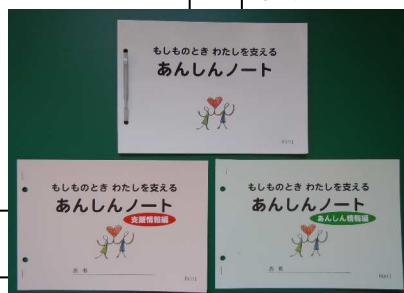 もしものとき わたしを支える
あんしんノート
もしものとき わたしを支える
あんしんノート
支援情報編
氏名
もしものとき わたしを支える
あんしんノート
あんしん情報編
氏名